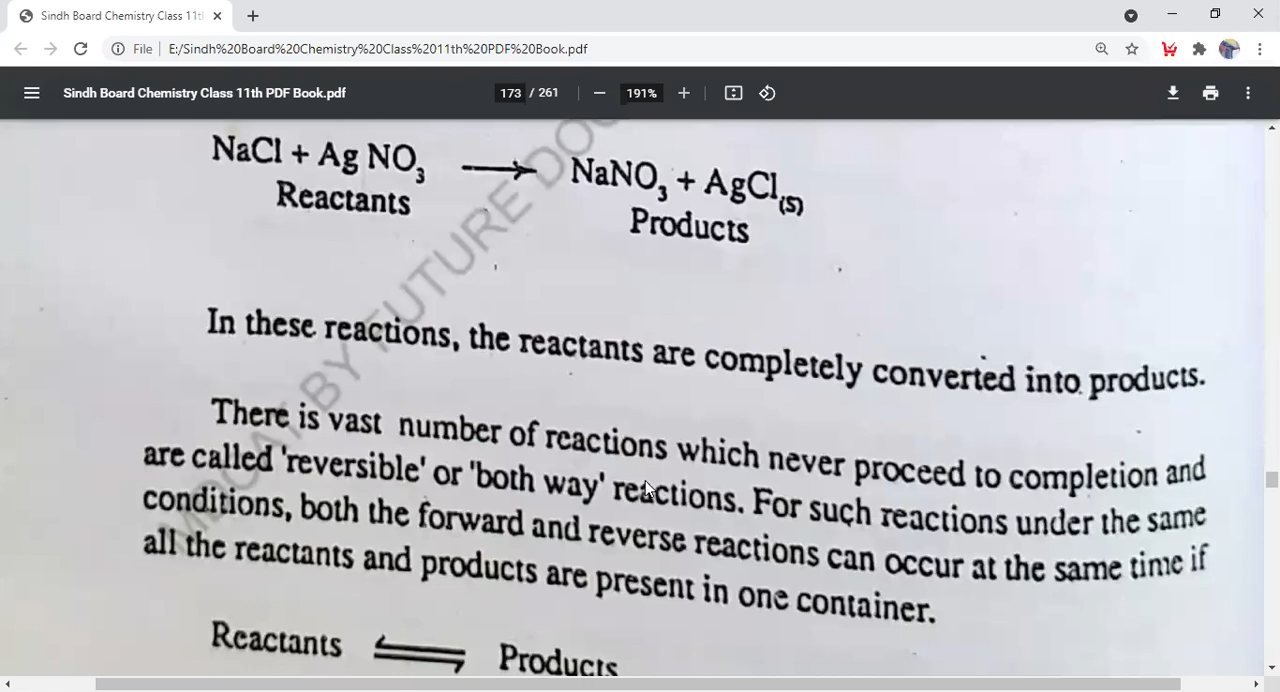 Sindh Board Chemistry Class 11th
File E:/Sindh%20Board%20Chemistry%20Class%2011th%20PDF%20Book.pdf
Sindh Board Chemistry Class 11th PDF Book.pdf 173 / 261 191%
NaCl + Ag NO3 ⟶ NaNO3 + AgCl(S)
Reactants Products
In these reactions, the reactants are completely converted into products.
There is vast number of reactions which never proceed to completion and
are called 'reversible' or 'both way' reactions. For such reactions under the same
conditions, both the forward and reverse reactions can occur at the same time if
all the reactants and products are present in one container.
Reactants ⇌ Products